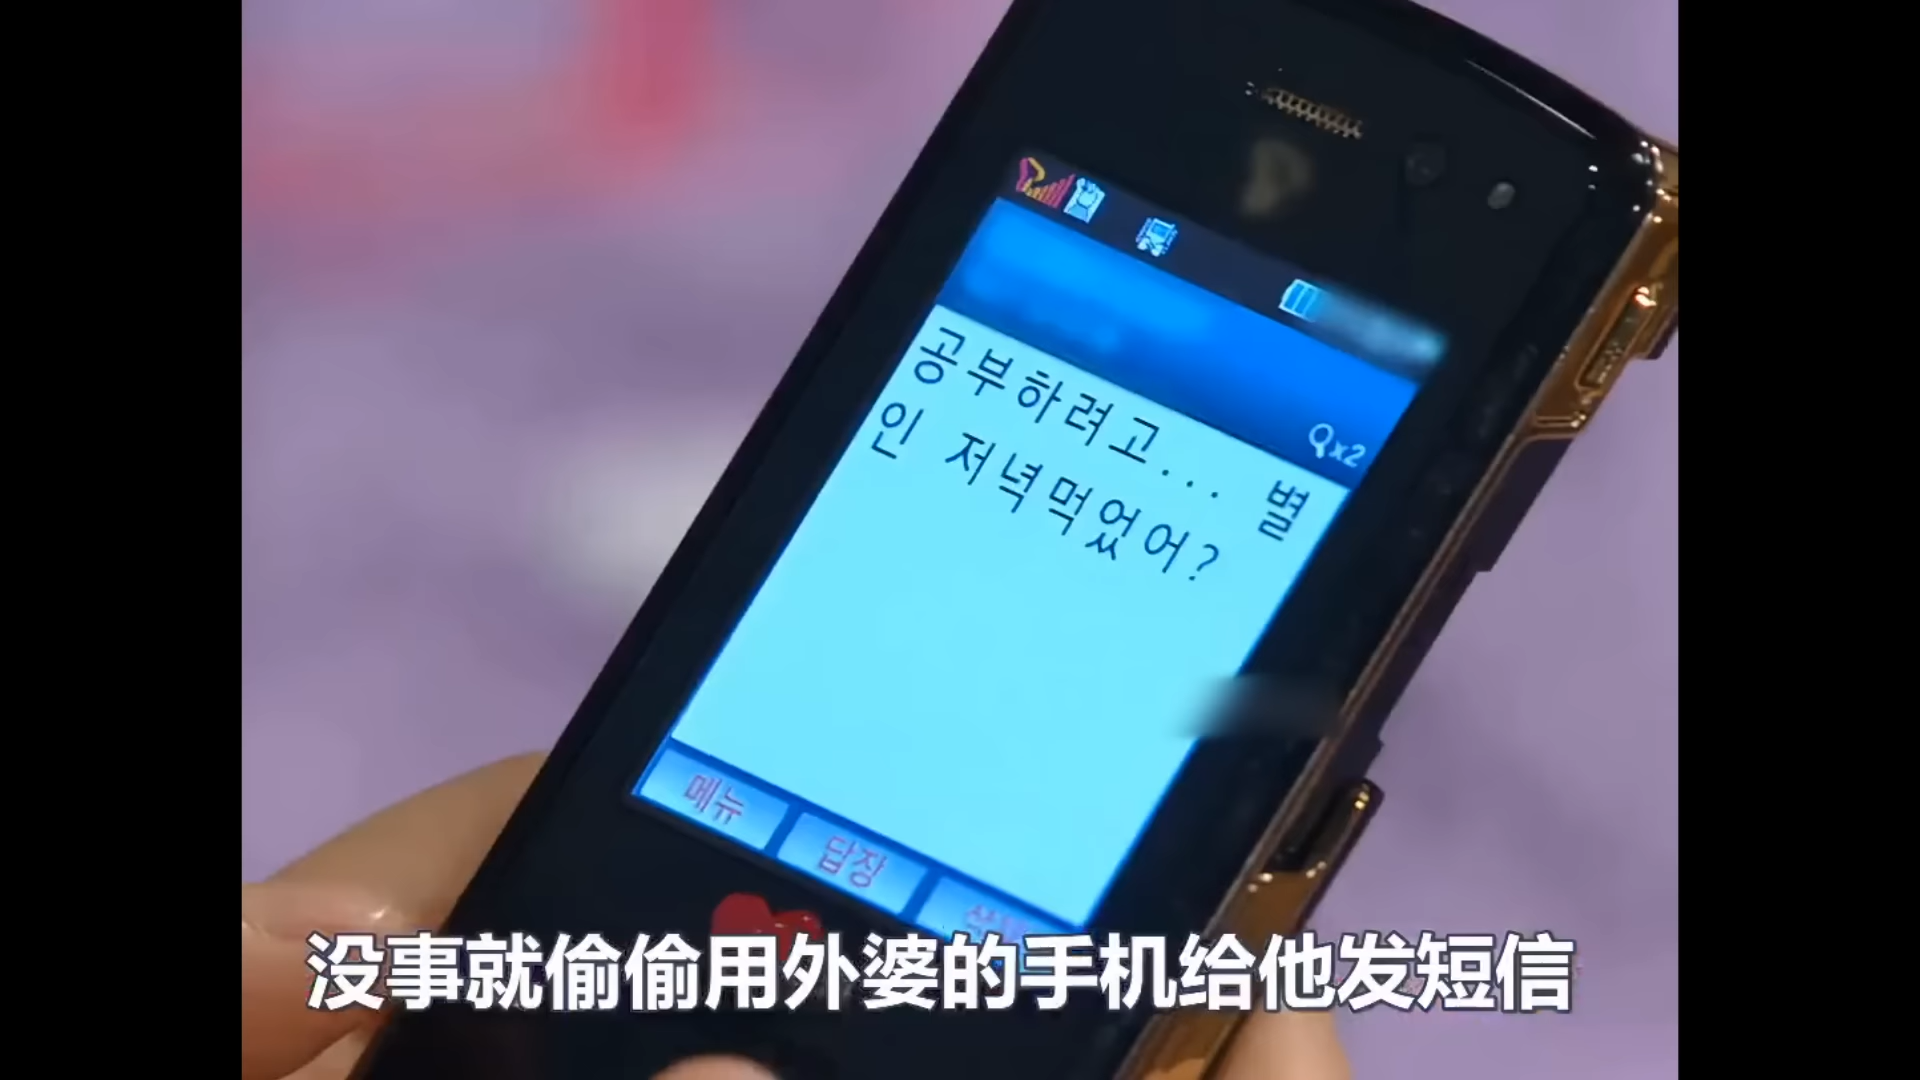 x2
공부하려고... 별
인 저녁먹었어?
메뉴
답장
没事就偷偷用外婆的手机给他发短信